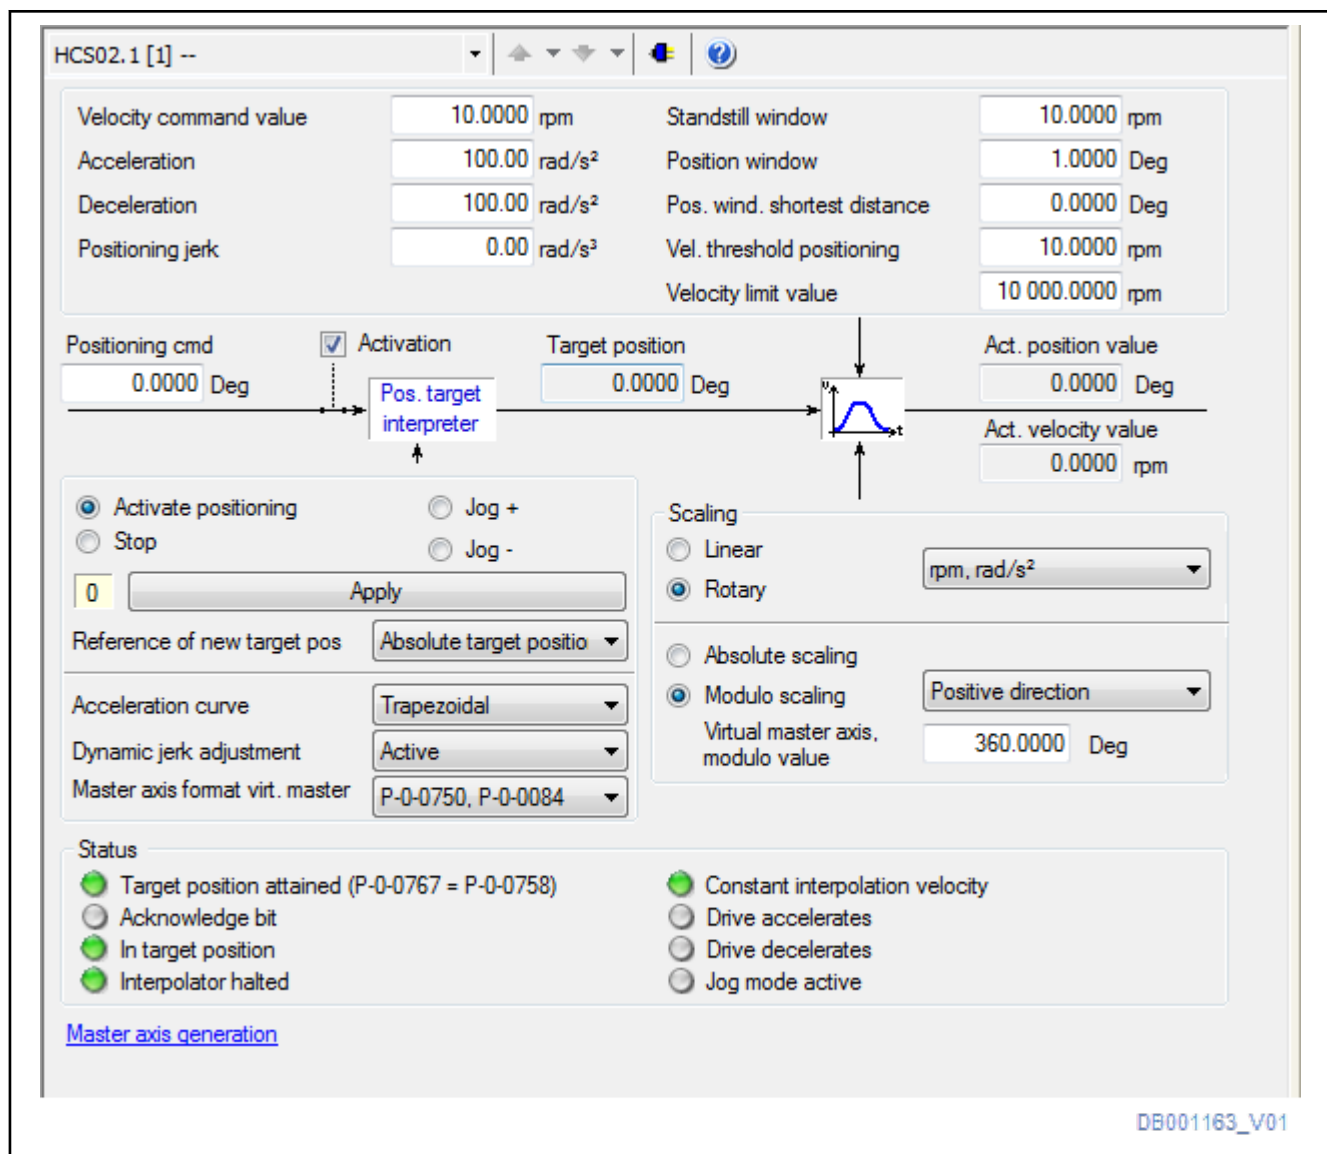 HCS02.1 [1] --
Velocity command value 10.0000 rpm Standstill window 10.0000 rpm
Acceleration 100.00 rad/s² Position window 1.0000 Deg
Deceleration 100.00 rad/s² Pos. wind. shortest distance 0.0000 Deg
Positioning jerk 0.00 rad/s³ Vel. threshold positioning 10.0000 rpm
Velocity limit value 10 000.0000 rpm
Positioning cmd Activation Target position Act. position value
0.0000 Deg Pos. target 0.0000 Deg v 0.0000 Deg
interpreter t Act. velocity value
0.0000 rpm
Activate positioning Jog +
Stop Jog -
0 Apply
Reference of new target pos Absolute target positio
Acceleration curve Trapezoidal
Dynamic jerk adjustment Active
Master axis format virt. master P-0-0750, P-0-0084
Scaling
Linear rpm, rad/s²
Rotary
Absolute scaling
Modulo scaling Positive direction
Virtual master axis, 360.0000 Deg
modulo value
Status
Target position attained (P-0-0767 = P-0-0758) Constant interpolation velocity
Acknowledge bit Drive accelerates
In target position Drive decelerates
Interpolator halted Jog mode active
Master axis generation
DB001163_V01